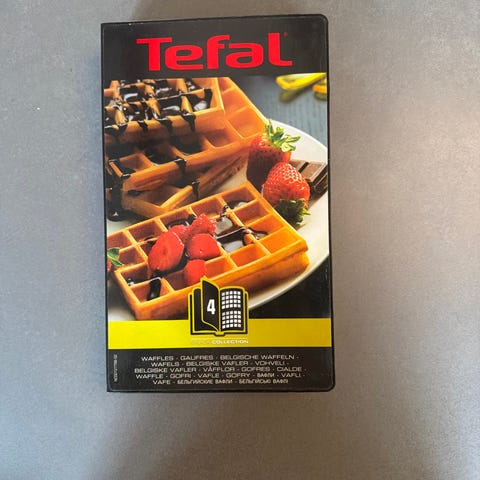 Tefal
4
SNACK COLLECTION
WAFFLES - GAUFRES - BELGISCHE WAFFELN -
WAFELS - BELGISKE VAFLER - VOHVELI -
BELGISKE VAFLER - VÅFFLOR - GOFRES - CIALDE -
WAFFLE - GOFRI - VAFLE - GOFRY - ВАФЛИ - VAFLI -
VAFE - БЕЛЬГИЙСКИЕ ВАФЛИ - БЕЛЬГІЙСЬКІ ВАФЛІ